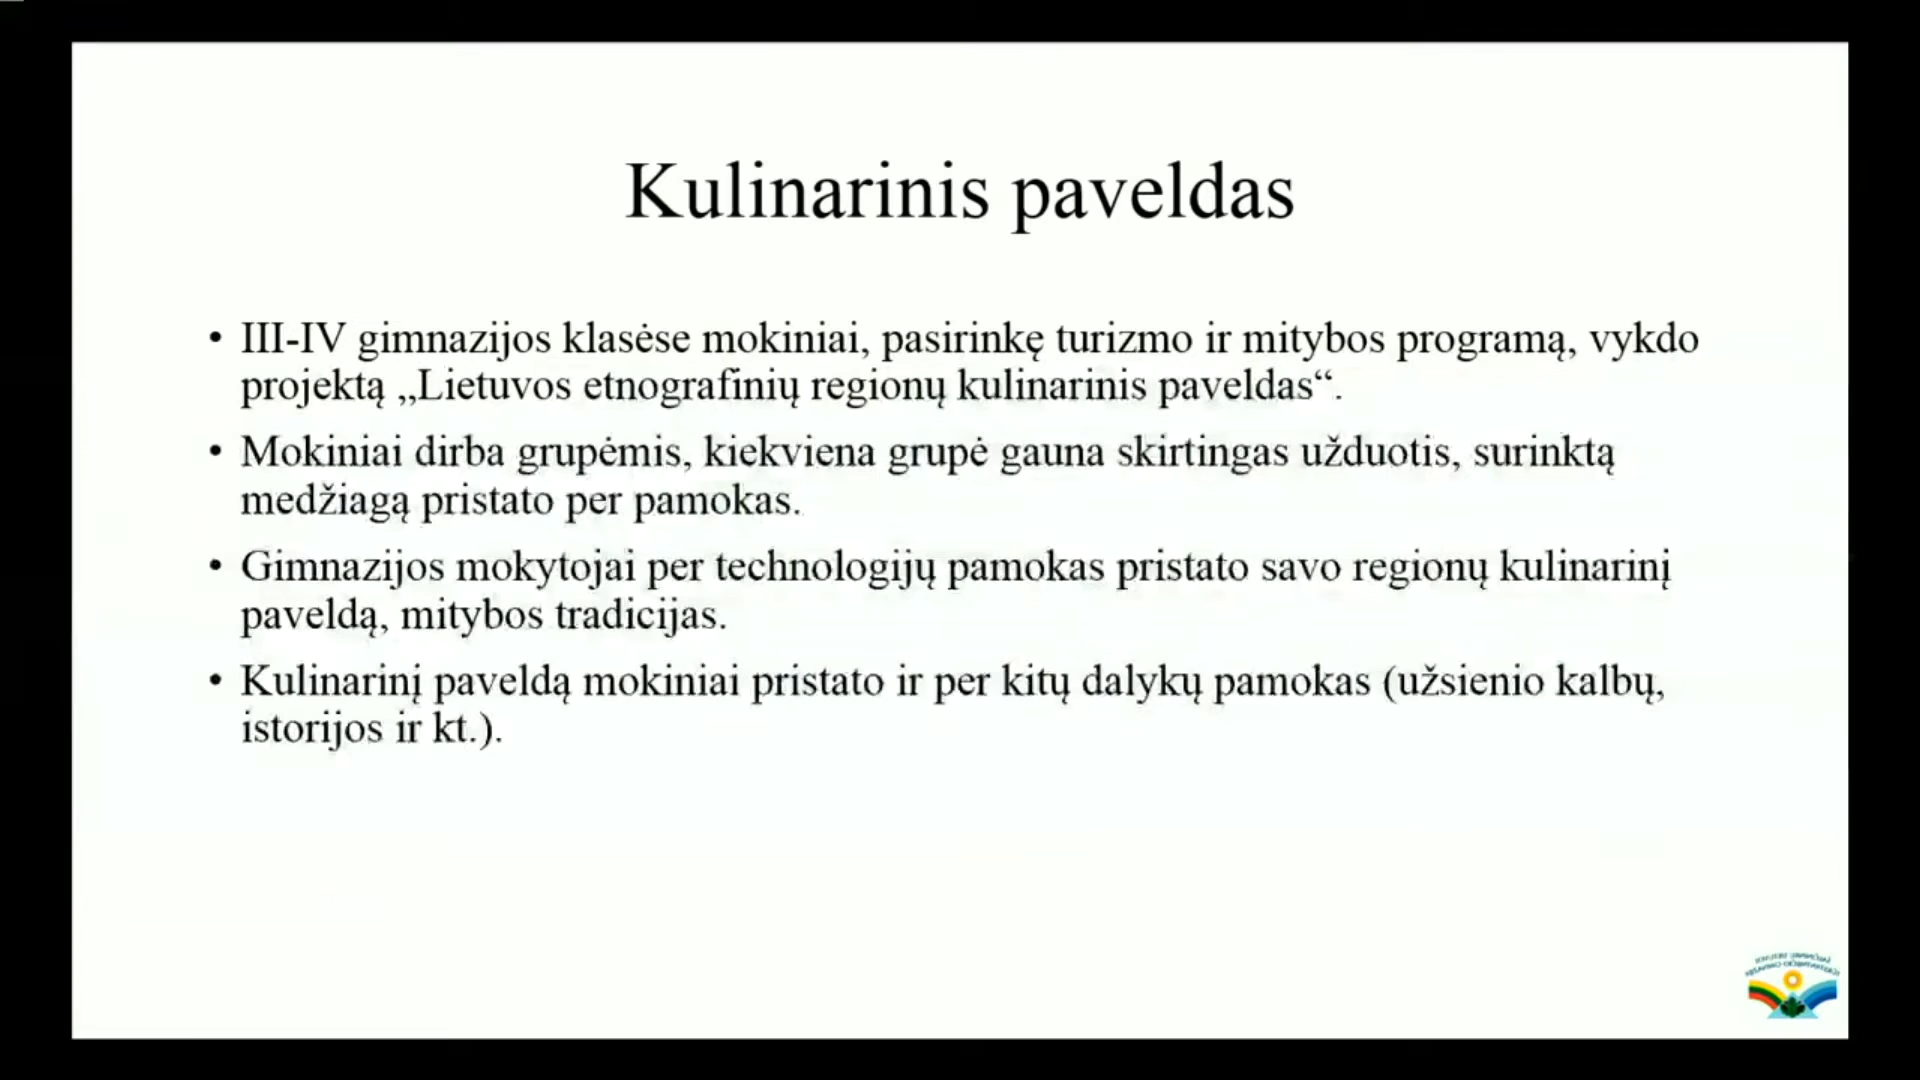 Kulinarinis paveldas
• III-IV gimnazijos klasėse mokiniai, pasirinkę turizmo ir mitybos programą, vykdo
projektą „Lietuvos etnografinių regionų kulinarinis paveldas“.
• Mokiniai dirba grupėmis, kiekviena grupė gauna skirtingas užduotis, surinktą
medžiagą pristato per pamokas.
• Gimnazijos mokytojai per technologijų pamokas pristato savo regionų kulinarinį
paveldą, mitybos tradicijas.
• Kulinarinį paveldą mokiniai pristato ir per kitų dalykų pamokas (užsienio kalbų,
istorijos ir kt.).